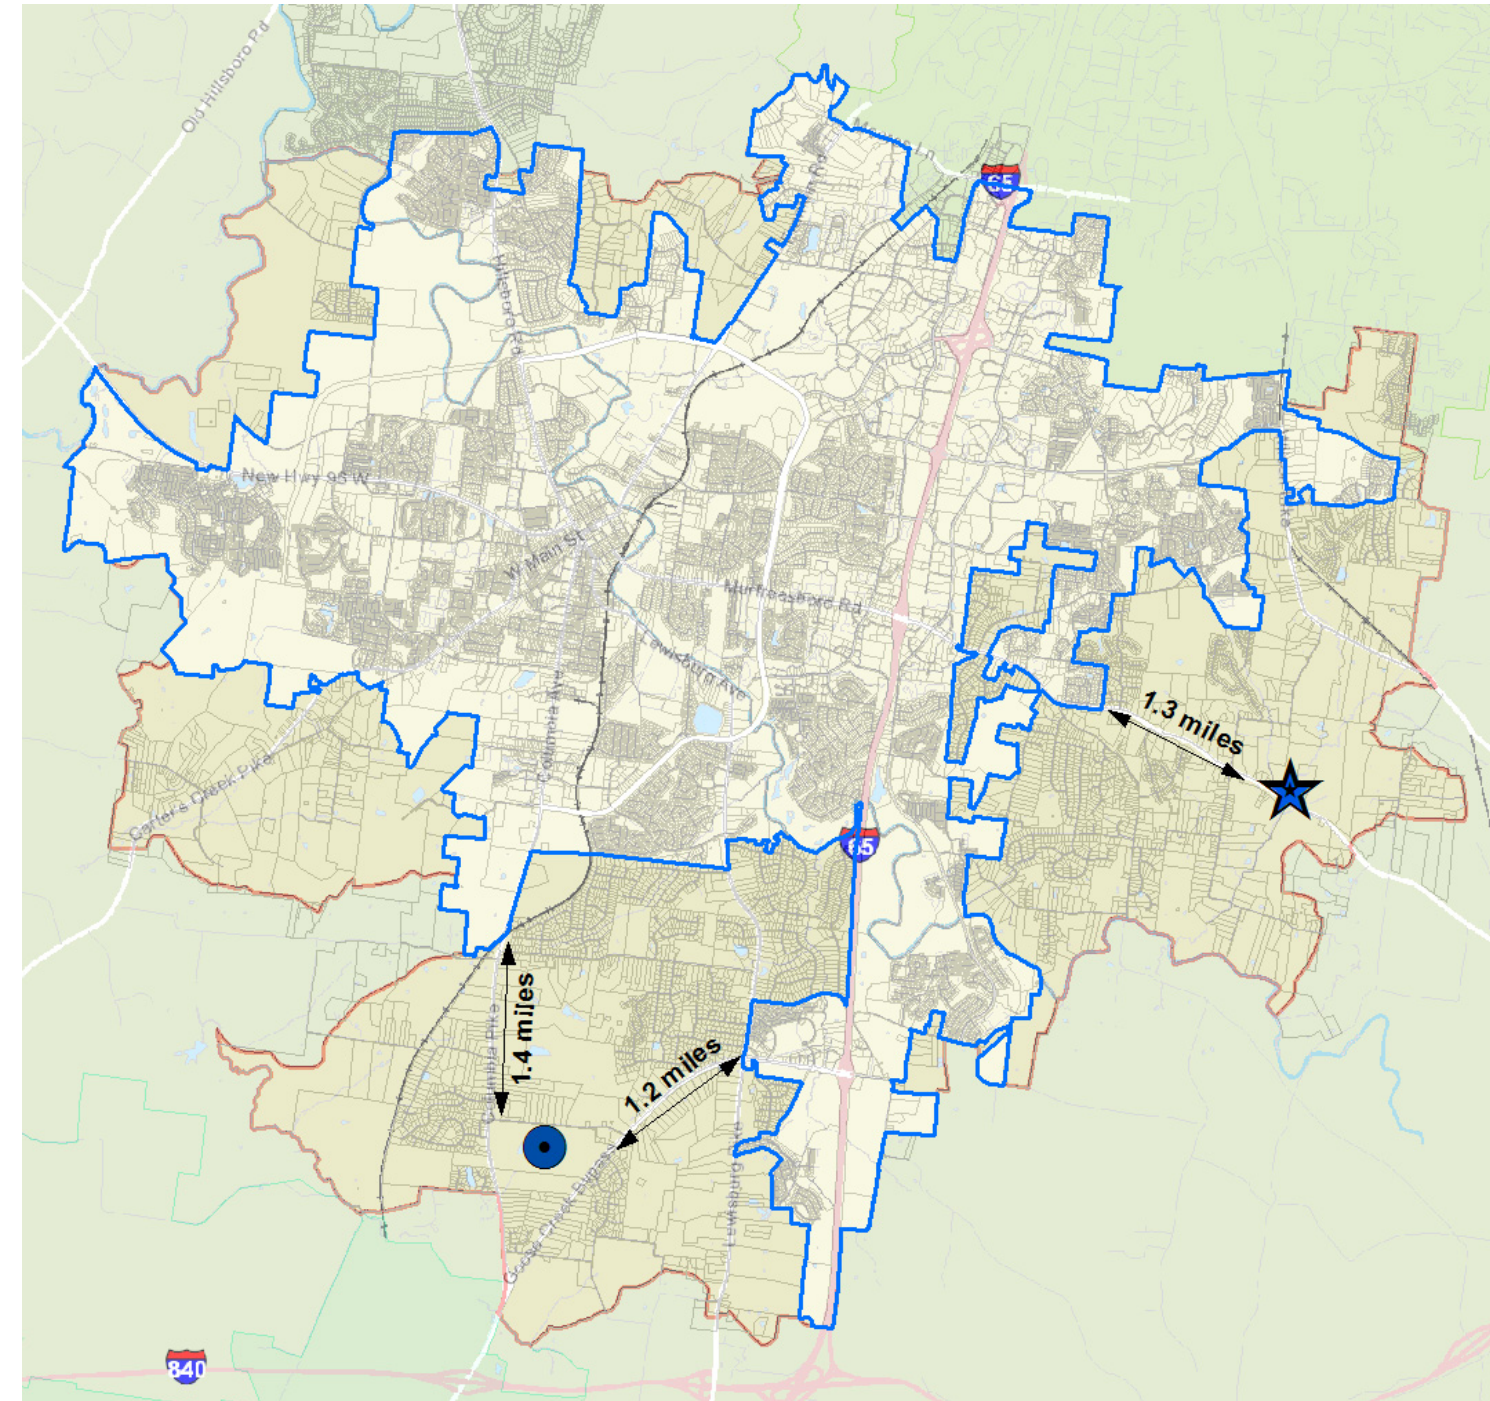 Old Hillsboro Rd
65
Hillsboro Rd
New Hwy 96 W
W Main St
Murfreesboro Rd
Lewisburg Ave
Columbia Ave
1.3 miles
Carter's Creek Pike
65
1.4 miles
Columbia Pike
1.2 miles
Goose Creek Bypass
Lewisburg Pike
840